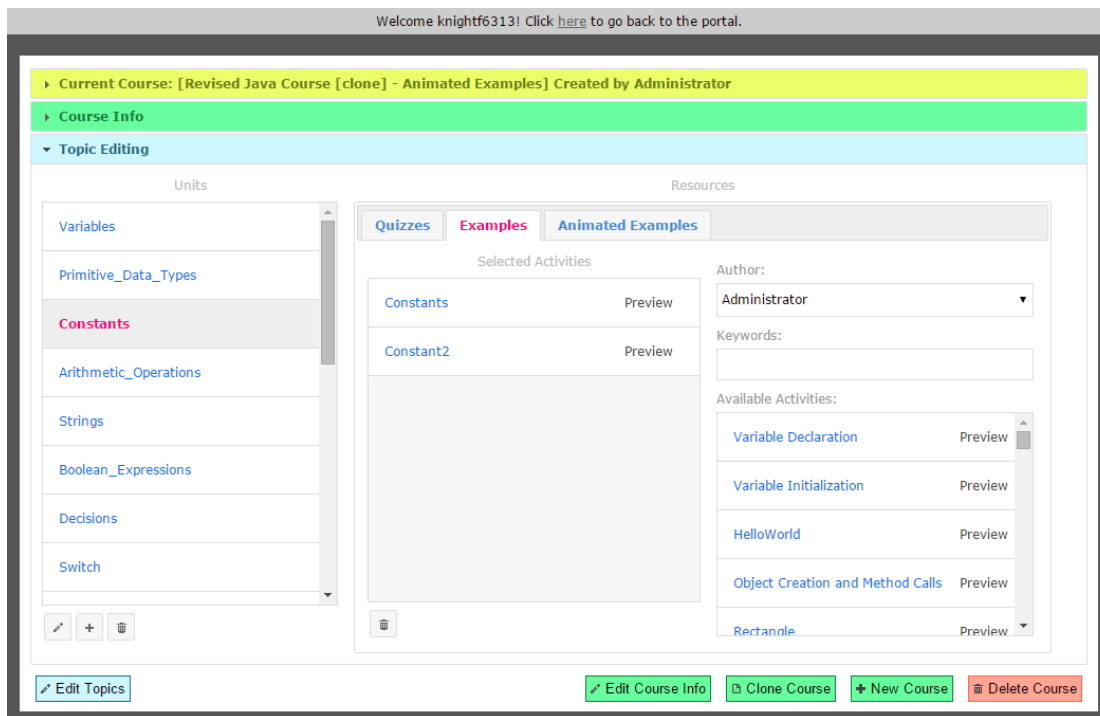 Welcome knightf6313! Click here to go back to the portal.
Current Course: [Revised Java Course [clone] - Animated Examples] Created by Administrator
Course Info
Topic Editing
Units
Variables
Primitive_Data_Types
Constants
Arithmetic_Operations
Strings
Boolean_Expressions
Decisions
Switch
Resources
Quizzes Examples Animated Examples
Selected Activities
Constants Preview
Constant2 Preview
Author:
Administrator
Keywords:
Available Activities:
Variable Declaration Preview
Variable Initialization Preview
HelloWorld Preview
Object Creation and Method Calls Preview
Rectangle Preview
Edit Topics Edit Course Info Clone Course New Course Delete Course